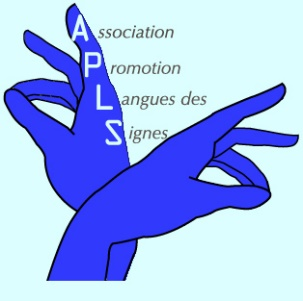 Association
Promotion
Langues des
Signes